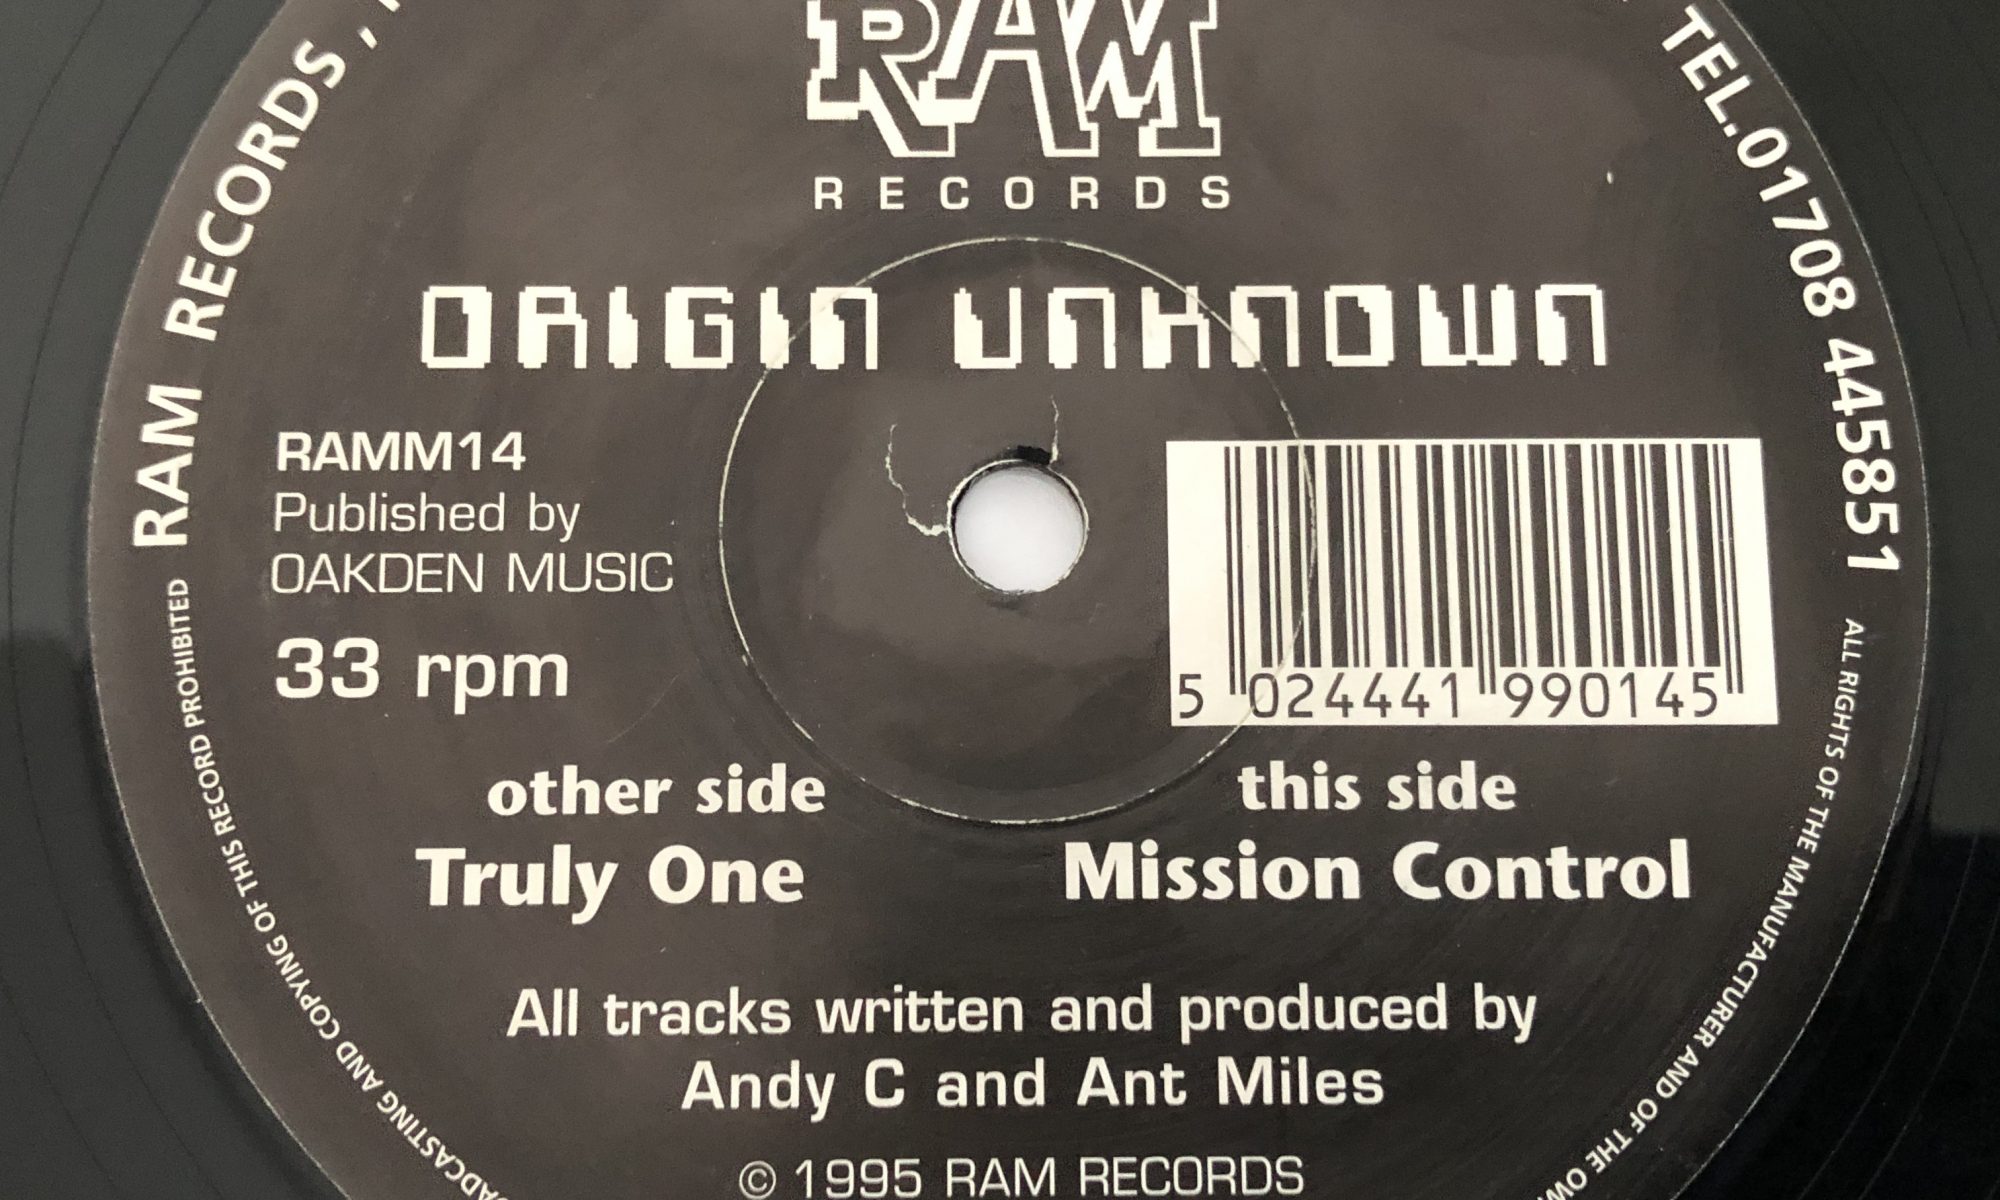 RAM
RECORDS
ORIGIN UNKNOWN
RAMM14
Published by
OAKDEN MUSIC
33 rpm
5 024441 990145
other side
Truly One
this side
Mission Control
All tracks written and produced by
Andy C and Ant Miles
© 1995 RAM RECORDS
RAM RECORDS,
TEL.01708 445851
ALL RIGHTS OF THE MANUFACTURER AND OF THE
AND COPYING OF THIS RECORD PROHIBITED